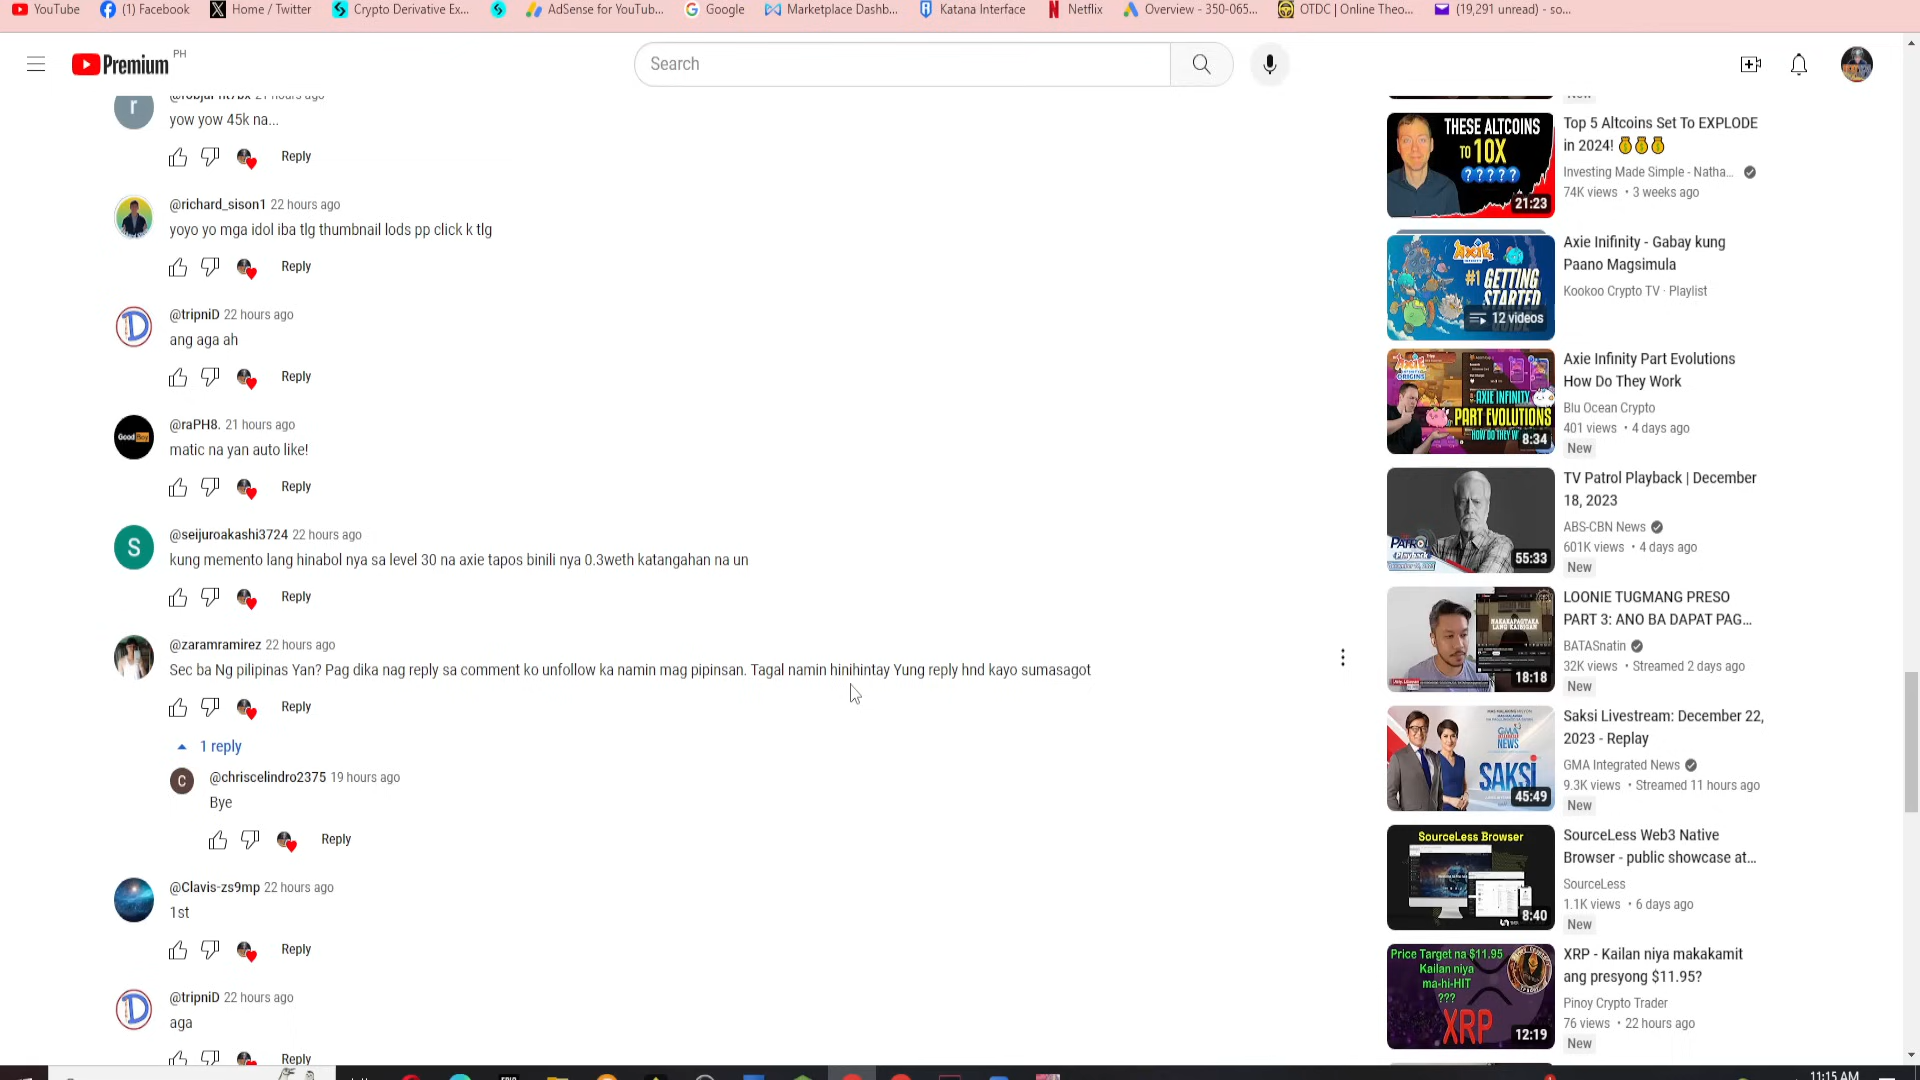 YouTube
(1) Facebook
Home / Twitter
Crypto Derivative Ex...
AdSense for YouTub...
Google
Marketplace Dashb...
Katana Interface
Netflix
Overview - 350-065...
OTDC | Online Theo...
(19,291 unread) - so...
Premium
PH
Search
21 hours ago
yow yow 45k na...
Reply
@richard_sison1 22 hours ago
yoyo yo mga idol iba tlg thumbnail lods pp click k tlg
Reply
@tripniD 22 hours ago
ang aga ah
Reply
@raPH8. 21 hours ago
matic na yan auto like!
Reply
@seijuroakashi3724 22 hours ago
kung memento lang hinabol nya sa level 30 na axie tapos binili nya 0.3weth katangahan na un
Reply
@zaramramirez 22 hours ago
Sec ba Ng pilipinas Yan? Pag dika nag reply sa comment ko unfollow ka namin mag pipinsan. Tagal namin hinihintay Yung reply hnd kayo sumasagot
Reply
1 reply
@chriscelindro2375 19 hours ago
Bye
Reply
@Clavis-zs9mp 22 hours ago
1st
Reply
@tripniD 22 hours ago
aga
Reply
New
THESE ALTCOINS
TO 10X
?????
21:23
Top 5 Altcoins Set To EXPLODE
in 2024! 💰💰💰
Investing Made Simple - Natha...
74K views • 3 weeks ago
AXIE
#1 GETTING
STARTED
12 videos
Axie Inifinity - Gabay kung
Paano Magsimula
Kookoo Crypto TV · Playlist
ORIGINS
AXIE INFINITY
PART EVOLUTIONS
HOW DO THEY W
8:34
Axie Infinity Part Evolutions
How Do They Work
Blu Ocean Crypto
401 views • 4 days ago
New
PATROL
Playback
55:33
TV Patrol Playback | December
18, 2023
ABS-CBN News
601K views • 4 days ago
New
NAKAKAPAGTAKA
LANG KAIBIGAN
18:18
LOONIE TUGMANG PRESO
PART 3: ANO BA DAPAT PAG...
BATASnatin
32K views • Streamed 2 days ago
New
NEWS
SAKSI
45:49
Saksi Livestream: December 22,
2023 - Replay
GMA Integrated News
9.3K views • Streamed 11 hours ago
New
SourceLess Browser
8:40
SourceLess Web3 Native
Browser - public showcase at...
SourceLess
1.1K views • 6 days ago
New
Price Target na $11.95
Kailan niya
ma-hi-HIT
???
XRP
12:19
XRP - Kailan niya makakamit
ang presyong $11.95?
Pinoy Crypto Trader
76 views • 22 hours ago
New
11:15 AM